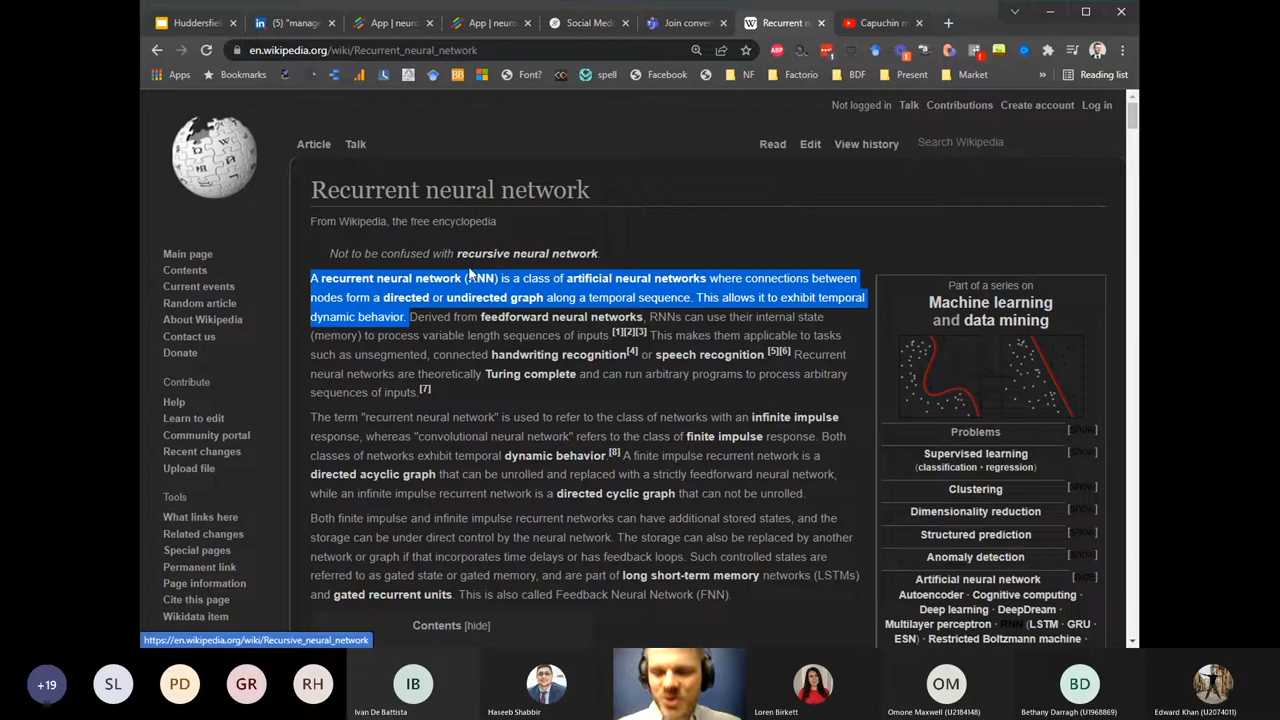 Huddersfield
(5) "manage
App | neuro
App | neuro
Social Medi
Join conver
Recurrent n
Capuchin m
en.wikipedia.org/wiki/Recurrent_neural_network
ABP
Apps
Bookmarks
Font?
spell
Facebook
NF
Factorio
BDF
Present
Market
Reading list
Not logged in Talk Contributions Create account Log in
Article Talk
Read Edit View history
Search Wikipedia
Recurrent neural network
From Wikipedia, the free encyclopedia
Not to be confused with recursive neural network.
A recurrent neural network (RNN) is a class of artificial neural networks where connections between
nodes form a directed or undirected graph along a temporal sequence. This allows it to exhibit temporal
dynamic behavior. Derived from feedforward neural networks, RNNs can use their internal state
(memory) to process variable length sequences of inputs.[1][2][3] This makes them applicable to tasks
such as unsegmented, connected handwriting recognition[4] or speech recognition.[5][6] Recurrent
neural networks are theoretically Turing complete and can run arbitrary programs to process arbitrary
sequences of inputs.[7]
The term "recurrent neural network" is used to refer to the class of networks with an infinite impulse
response, whereas "convolutional neural network" refers to the class of finite impulse response. Both
classes of networks exhibit temporal dynamic behavior.[8] A finite impulse recurrent network is a
directed acyclic graph that can be unrolled and replaced with a strictly feedforward neural network,
while an infinite impulse recurrent network is a directed cyclic graph that can not be unrolled.
Both finite impulse and infinite impulse recurrent networks can have additional stored states, and the
storage can be under direct control by the neural network. The storage can also be replaced by another
network or graph if that incorporates time delays or has feedback loops. Such controlled states are
referred to as gated state or gated memory, and are part of long short-term memory networks (LSTMs)
and gated recurrent units. This is also called Feedback Neural Network (FNN).
Contents [hide]
Main page
Contents
Current events
Random article
About Wikipedia
Contact us
Donate
Contribute
Help
Learn to edit
Community portal
Recent changes
Upload file
Tools
What links here
Related changes
Special pages
Permanent link
Page information
Cite this page
Wikidata item
Part of a series on
Machine learning
and data mining
Problems [show]
Supervised learning [show]
(classification • regression)
Clustering [show]
Dimensionality reduction [show]
Structured prediction [show]
Anomaly detection [show]
Artificial neural network [hide]
Autoencoder · Cognitive computing ·
Deep learning · DeepDream ·
Multilayer perceptron · RNN (LSTM · GRU ·
ESN) · Restricted Boltzmann machine ·
https://en.wikipedia.org/wiki/Recursive_neural_network
+19
SL
PD
GR
RH
IB
Ivan De Battista
Haseeb Shabbir
Loren Birkett
OM
Omone Maxwell (U2184148)
BD
Bethany Darragh (U1968869)
Edward Khan (U2074011)